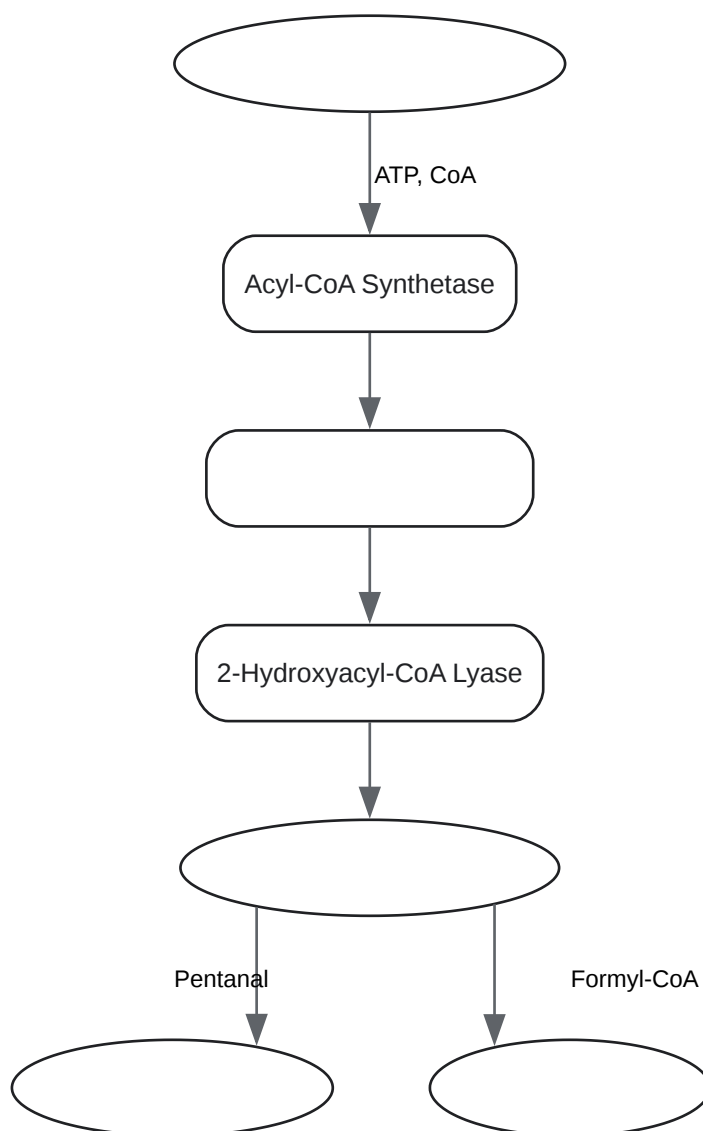 ATP, CoA
Acyl-CoA Synthetase
2-Hydroxyacyl-CoA Lyase
Pentanal
Formyl-CoA